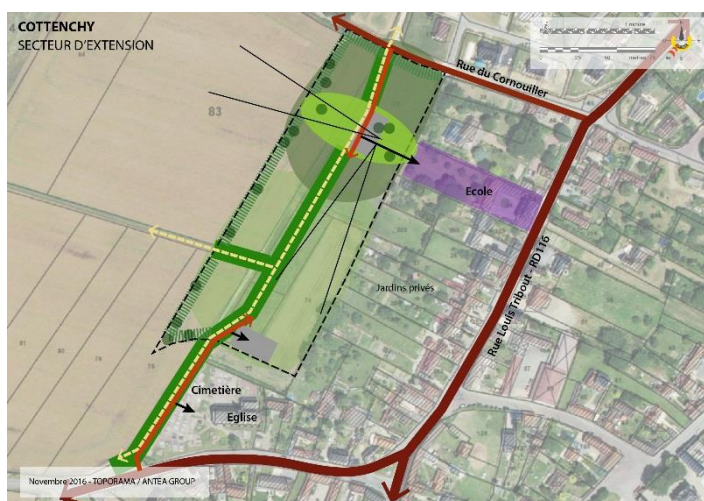 COTTENCHY
SECTEUR D'EXTENSION
Rue du Cornouiller
83
Ecole
Rue Louis Tribout - RD116
Jardins privés
Cimetière
Eglise
Novembre 2016 - TOPORAMA / ANTEA GROUP